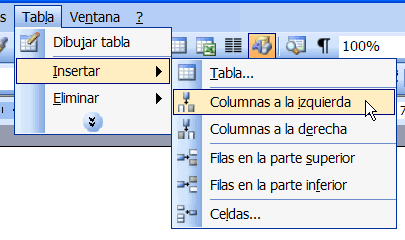 s Tabla Ventana ?
Dibujar tabla
Insertar
Eliminar
100%
Tabla...
Columnas a la izquierda
Columnas a la derecha
Filas en la parte superior
Filas en la parte inferior
Celdas...
7